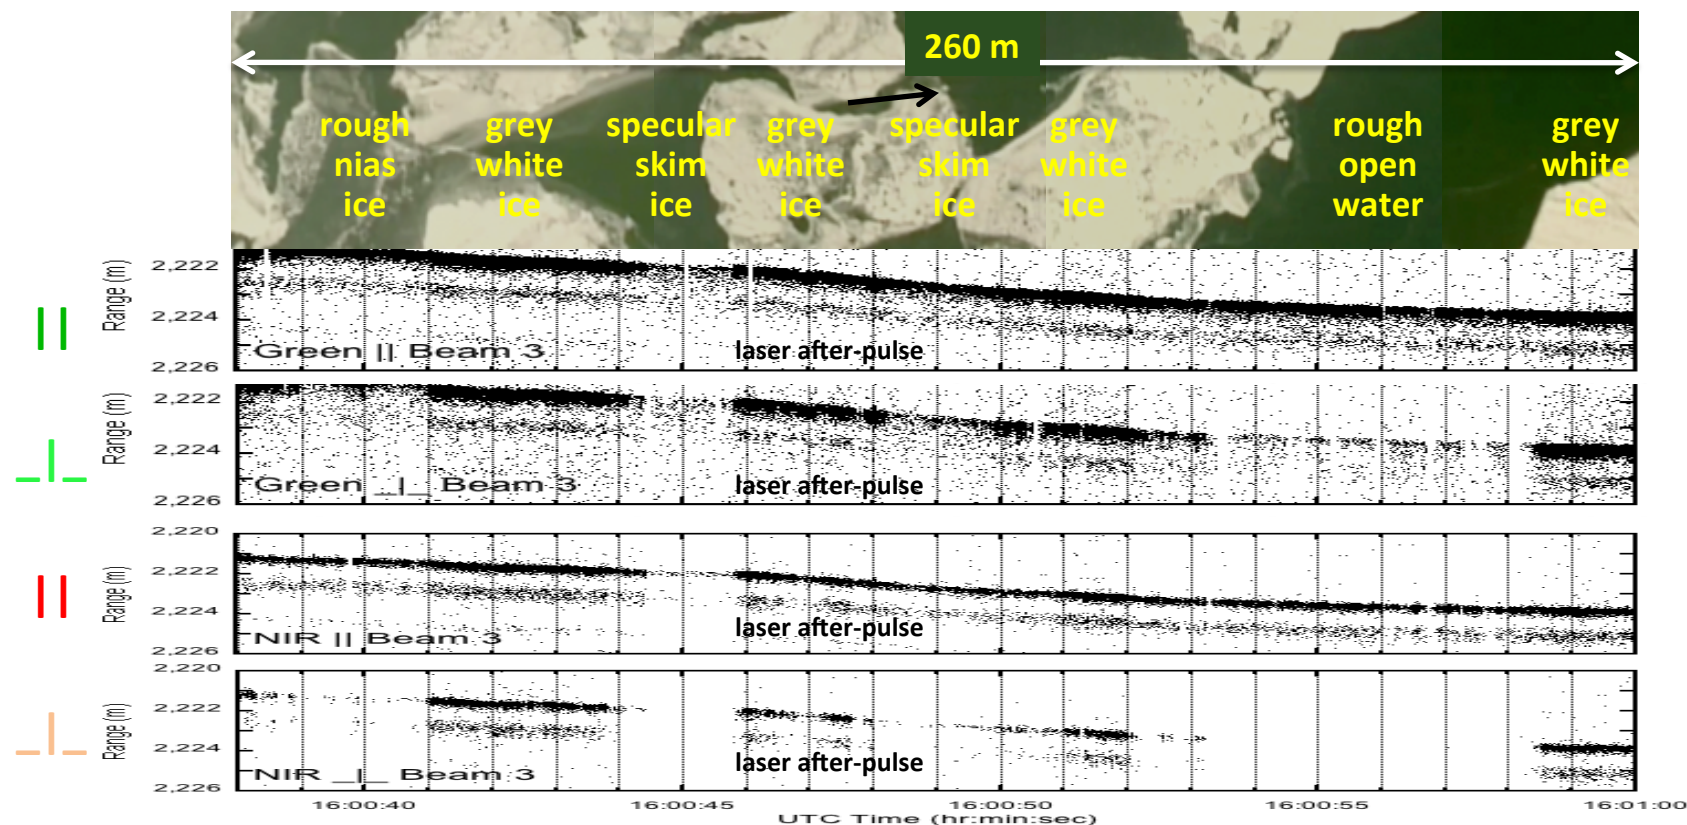 260 m
rough
nias
ice
grey
white
ice
specular
skim
ice
grey
white
ice
specular
skim
ice
grey
white
ice
rough
open
water
grey
white
ice
Range (m)
2,222
2,224
2,226
Green || Beam 3
laser after-pulse
Range (m)
2,222
2,224
2,226
Green _|_ Beam 3
laser after-pulse
Range (m)
2,220
2,222
2,224
2,226
NIR || Beam 3
laser after-pulse
Range (m)
2,220
2,222
2,224
2,226
NIR _|_ Beam 3
laser after-pulse
16:00:40 16:00:45 16:00:50 16:00:55 16:01:00
UTC Time (hr:min:sec)